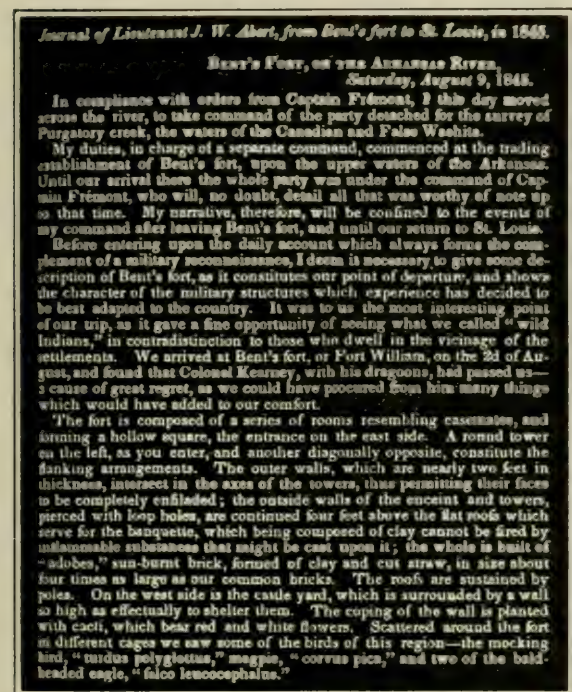 Journal of Lieutenant J. W. Abert, from Bent's fort to St. Louis, in 1845.
BENT'S FORT, ON THE ARKANSAS RIVER,
Saturday, August 9, 1845.
In compliance with orders from Captain Frémont, I this day moved
across the river, to take command of the party detached for the survey of
Purgatory creek, the waters of the Canadian and False Washita.
My duties, in charge of a separate command, commenced at the trading
establishment of Bent's fort, upon the upper waters of the Arkansas.
Until our arrival there the whole party was under the command of Cap-
tain Frémont, who will, no doubt, detail all that was worthy of note up
to that time. My narrative, therefore, will be confined to the events of
my command after leaving Bent's fort, and until our return to St. Louis.
Before entering upon the daily account which always forms the com-
plement of a military reconnoissance, I deem it necessary to give some de-
scription of Bent's fort, as it constitutes our point of departure, and shows
the character of the military structures which experience has decided to
be best adapted to the country. It was to us the most interesting point
of our trip, as it gave a fine opportunity of seeing what we called "wild
Indians," in contradistinction to those who dwell in the vicinage of the
settlements. We arrived at Bent's fort, or Fort William, on the 2d of Au-
gust, and found that Colonel Kearney, with his dragoons, had passed us—
a cause of great regret, as we could have procured from him many things
which would have added to our comfort.
The fort is composed of a series of rooms resembling casemates, and
forming a hollow square, the entrance on the east side. A round tower
on the left, as you enter, and another diagonally opposite, constitute the
flanking arrangements. The outer walls, which are nearly two feet in
thickness, intersect in the axes of the towers, thus permitting their faces
to be completely enfiladed; the outside walls of the enceint and towers,
pierced with loop holes, are continued four feet above the flat roofs which
serve for the banquette, which being composed of clay cannot be fired by
inflammable substances that might be cast upon it; the whole is built of
"adobes," sun-burnt brick, formed of clay and cut straw, in size about
four times as large as our common bricks. The roofs are sustained by
poles. On the west side is the cattle yard, which is surrounded by a wall
so high as effectually to shelter them. The coping of the wall is planted
with cacti, which bear red and white flowers. Scattered around the fort
in different cages we saw some of the birds of this region—the mocking
bird, "turdus polyglottus," magpie, "corvus pica," and two of the bald-
headed eagle, "falco leucocephalus."